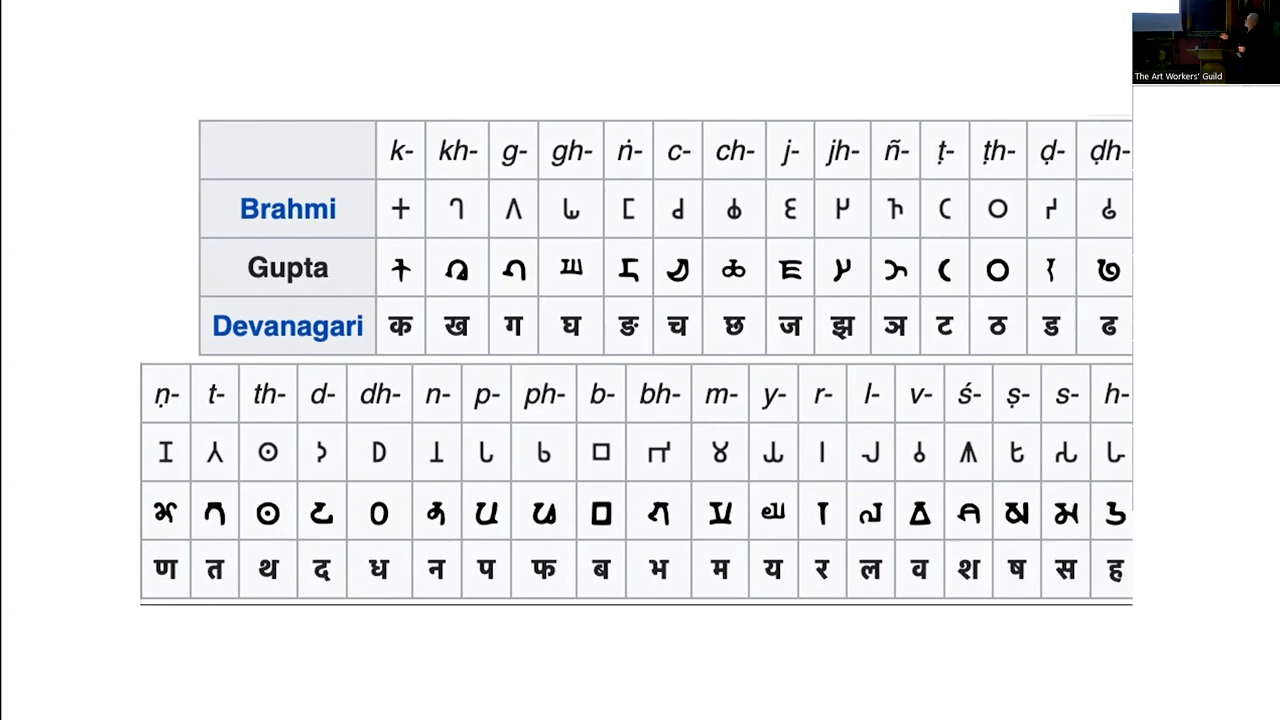 The Art Workers' Guild
k- kh- g- gh- ṅ- c- ch- j- jh- ñ- ṭ- ṭh- ḍ- ḍh-
Brahmi 𑀓 𑀔 𑀕 𑀖 𑀗 𑀘 𑀙 𑀚 𑀛 𑀜 𑀝 𑀞 𑀟 𑀠
Gupta
Devanagari क ख ग घ ङ च छ ज झ ञ ट ठ ड ढ
ṇ- t- th- d- dh- n- p- ph- b- bh- m- y- r- l- v- ś- ṣ- s- h-
𑀡 𑀢 𑀣 𑀤 𑀥 𑀦 𑀧 𑀨 𑀩 𑀪 𑀫 𑀬 𑀭 𑀮 𑀯 𑀰 𑀱 𑀲 𑀳
ण त थ द ध न प फ ब भ म य र ल व श ष स ह